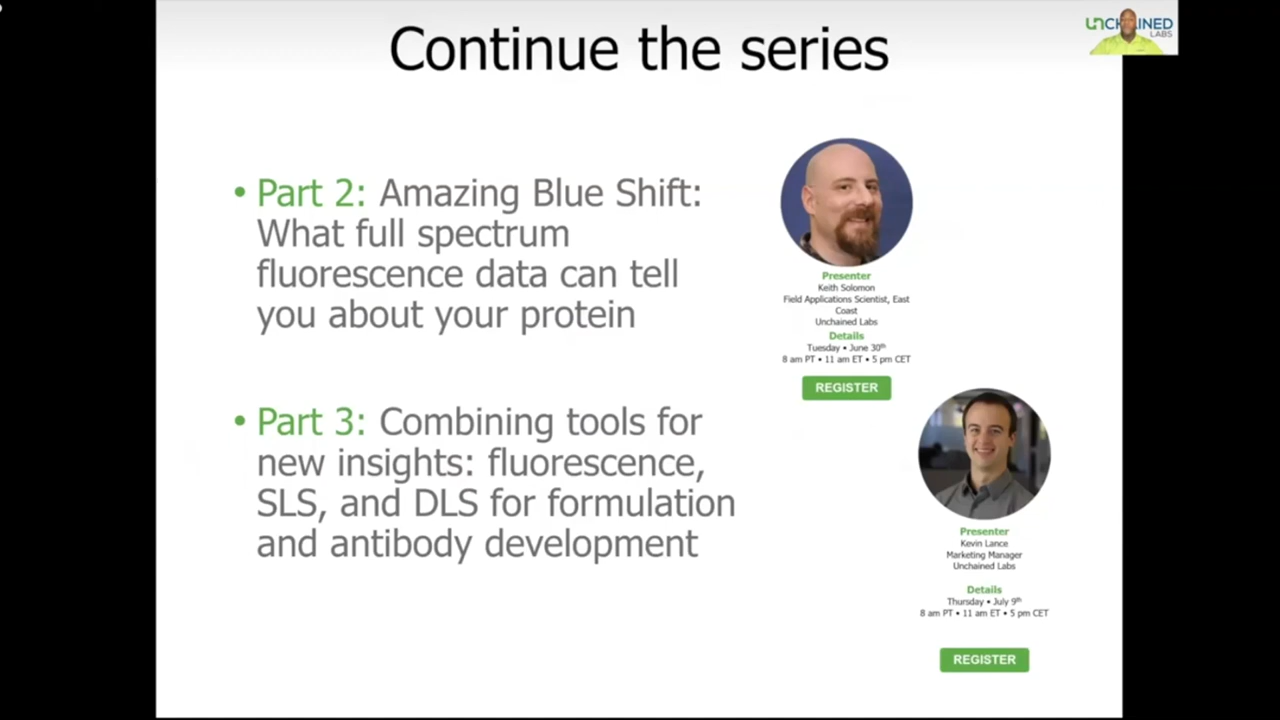 Continue the series
UNCHAINED
LABS
• Part 2: Amazing Blue Shift:
What full spectrum
fluorescence data can tell
you about your protein
Presenter
Keith Solomon
Field Applications Scientist, East
Coast
Unchained Labs
Details
Tuesday • June 30th
8 am PT • 11 am ET • 5 pm CET
REGISTER
• Part 3: Combining tools for
new insights: fluorescence,
SLS, and DLS for formulation
and antibody development
Presenter
Kevin Lance
Marketing Manager
Unchained Labs
Details
Thursday • July 9th
8 am PT • 11 am ET • 5 pm CET
REGISTER